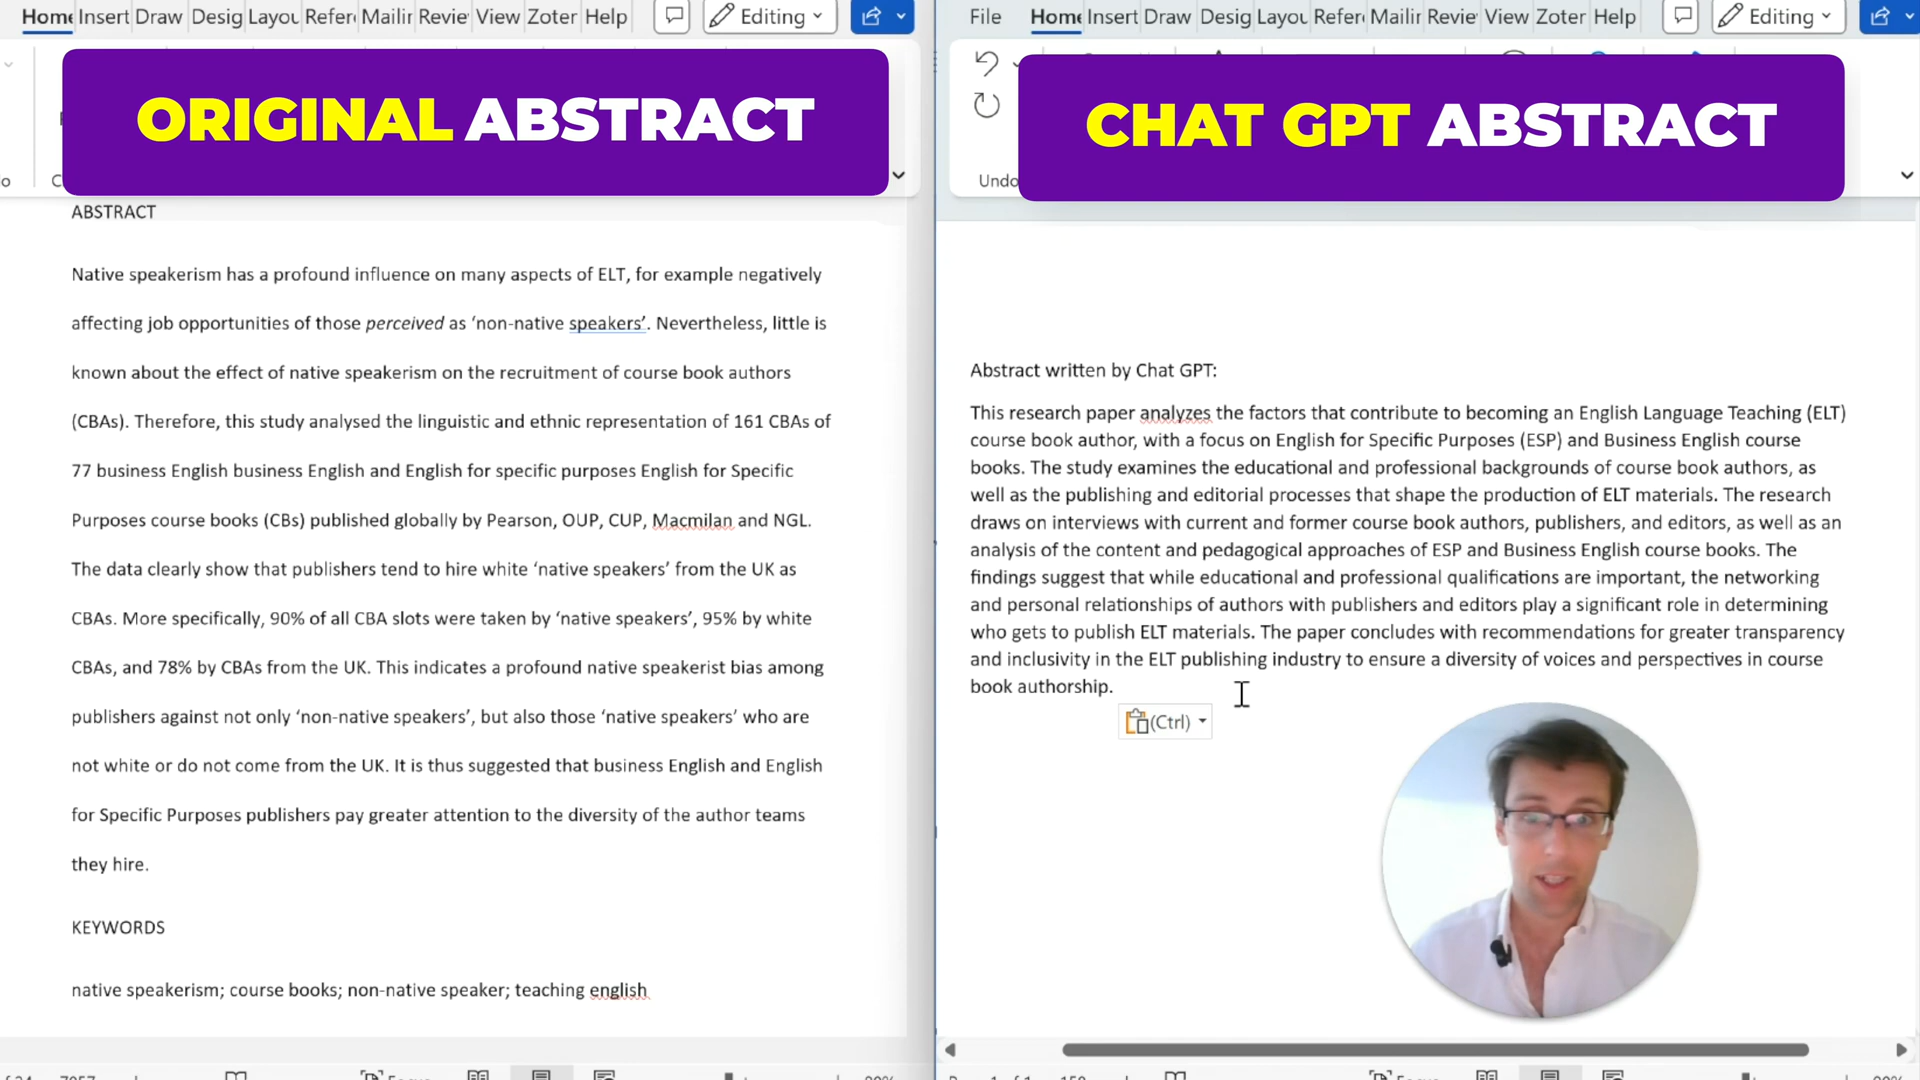 Home Insert Draw Desig Layou Refer Mailin Revie View Zoter Help Editing
File Home Insert Draw Desig Layou Refer Mailin Revie View Zoter Help Editing
ORIGINAL ABSTRACT
CHAT GPT ABSTRACT
Undo
ABSTRACT
Native speakerism has a profound influence on many aspects of ELT, for example negatively
affecting job opportunities of those perceived as ‘non-native speakers’. Nevertheless, little is
known about the effect of native speakerism on the recruitment of course book authors
(CBAs). Therefore, this study analysed the linguistic and ethnic representation of 161 CBAs of
77 business English business English and English for specific purposes English for Specific
Purposes course books (CBs) published globally by Pearson, OUP, CUP, Macmilan and NGL.
The data clearly show that publishers tend to hire white ‘native speakers’ from the UK as
CBAs. More specifically, 90% of all CBA slots were taken by ‘native speakers’, 95% by white
CBAs, and 78% by CBAs from the UK. This indicates a profound native speakerist bias among
publishers against not only ‘non-native speakers’, but also those ‘native speakers’ who are
not white or do not come from the UK. It is thus suggested that business English and English
for Specific Purposes publishers pay greater attention to the diversity of the author teams
they hire.
KEYWORDS
native speakerism; course books; non-native speaker; teaching english
Abstract written by Chat GPT:
This research paper analyzes the factors that contribute to becoming an English Language Teaching (ELT)
course book author, with a focus on English for Specific Purposes (ESP) and Business English course
books. The study examines the educational and professional backgrounds of course book authors, as
well as the publishing and editorial processes that shape the production of ELT materials. The research
draws on interviews with current and former course book authors, publishers, and editors, as well as an
analysis of the content and pedagogical approaches of ESP and Business English course books. The
findings suggest that while educational and professional qualifications are important, the networking
and personal relationships of authors with publishers and editors play a significant role in determining
who gets to publish ELT materials. The paper concludes with recommendations for greater transparency
and inclusivity in the ELT publishing industry to ensure a diversity of voices and perspectives in course
book authorship.
(Ctrl)